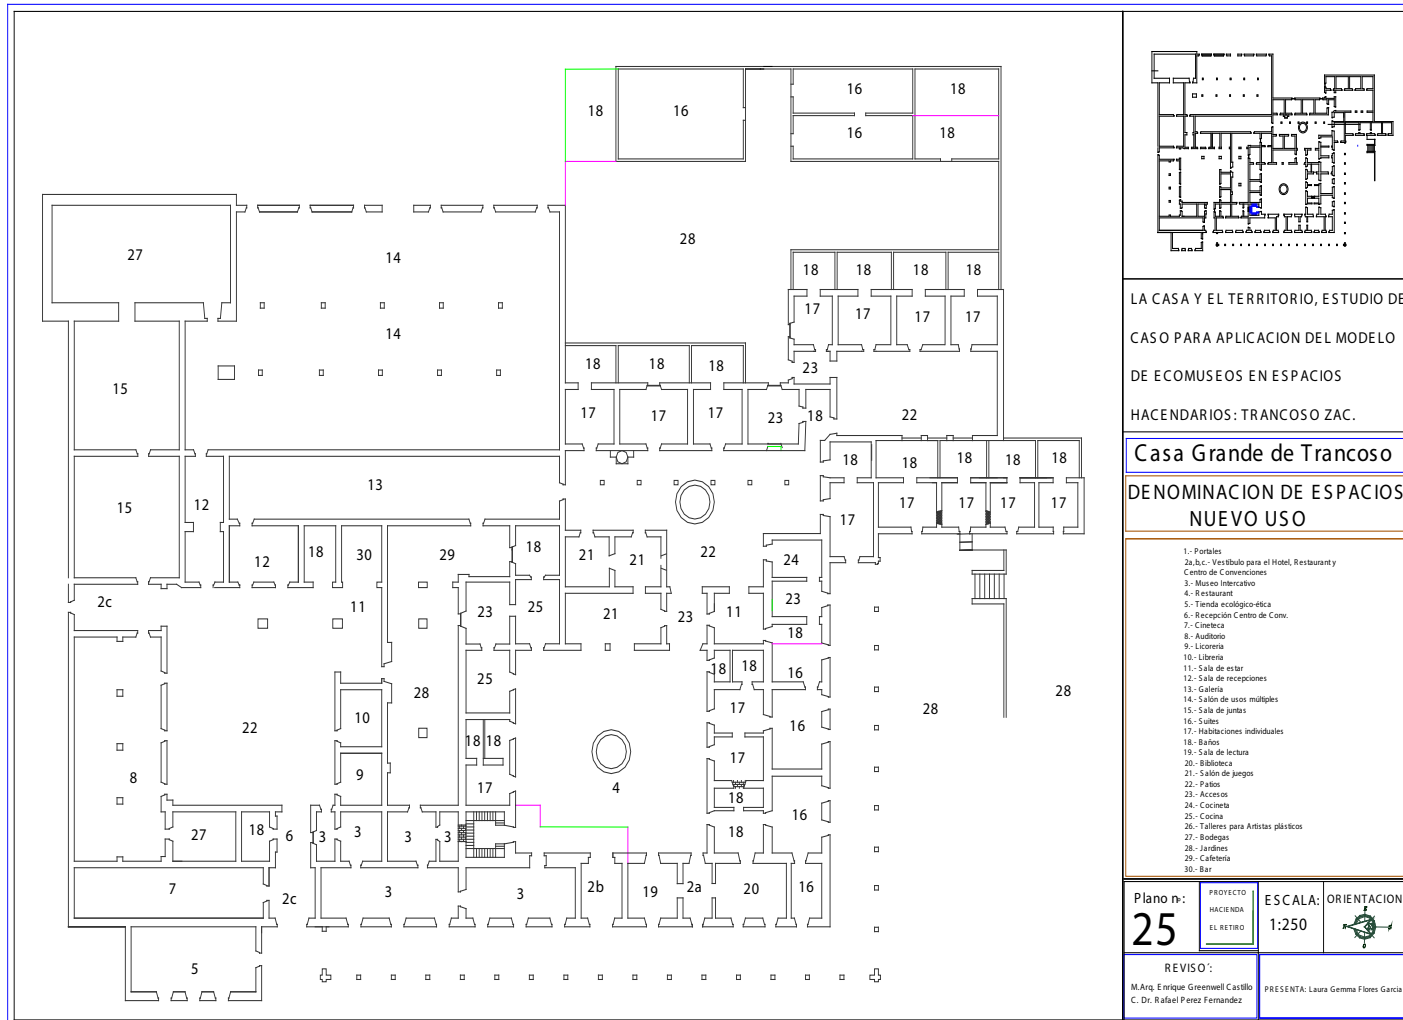 18
16
16
18
16
18
27
14
28
14
18
18
18
18
17
17
17
17
18
18
18
23
15
17
17
17
23
18
22
18
18
18
18
18
13
15
12
17
17
17
17
17
12
18
30
29
18
21
21
22
24
2c
11
23
25
21
23
11
23
18
18
18
16
25
28
10
17
16
28
28
22
18
18
17
8
9
17
4
18
16
27
18
6
3
3
3
3
18
7
2c
3
3
2b
19
2a
20
16
5
LA CASA Y EL TERRITORIO, ESTUDIO DE
CASO PARA APLICACION DEL MODELO
DE ECOMUSEOS EN ESPACIOS
HACENDARIOS: TRANCOSO ZAC.
Casa Grande de Trancoso
DENOMINACION DE ESPACIOS
NUEVO USO
1.- Portales
2a,b,c.- Vestíbulo para el Hotel, Restaurant y
Centro de Convenciones
3.- Museo Intercativo
4.- Restaurant
5.- Tienda ecológico-ética
6.- Recepción Centro de Conv.
7.- Cineteca
8.- Auditorio
9.- Licoreria
10.- Libreria
11.- Sala de estar
12.- Sala de recepciones
13.- Galería
14.- Salón de usos múltiples
15.- Sala de juntas
16.- Suites
17.- Habitaciones individuales
18.- Baños
19.- Sala de lectura
20.- Biblioteca
21.- Salón de juegos
22.- Patios
23.- Accesos
24.- Cocineta
25.- Cocina
26.- Talleres para Artistas plásticos
27.- Bodegas
28.- Jardines
29.- Cafetería
30.- Bar
Plano nº:
25
PROYECTO
HACIENDA
EL RETIRO
ESCALA:
1:250
ORIENTACION
REVISO´:
M.Arq. Enrique Greenwell Castillo
C. Dr. Rafael Perez Fernandez
PRESENTA: Laura Gemma Flores Garcia